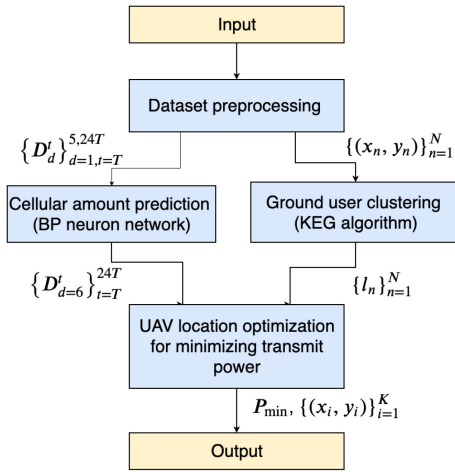 Input
Dataset preprocessing
{D_d^t}_{d=1,t=T}^{5,24T}
{(x_n, y_n)}_{n=1}^N
Cellular amount prediction
(BP neuron network)
Ground user clustering
(KEG algorithm)
{D_{d=6}^t}_{t=T}^{24T}
{l_n}_{n=1}^N
UAV location optimization
for minimizing transmit
power
P_min, {(x_i, y_i)}_{i=1}^K
Output